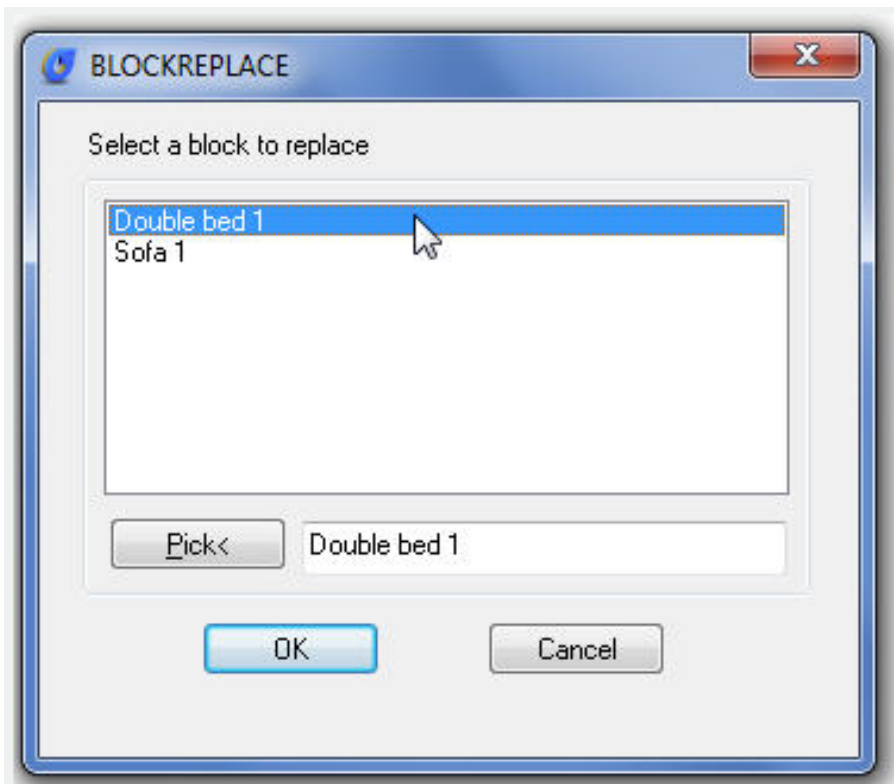 BLOCKREPLACE
Select a block to replace
Double bed 1
Sofa 1
Pick< Double bed 1
OK Cancel